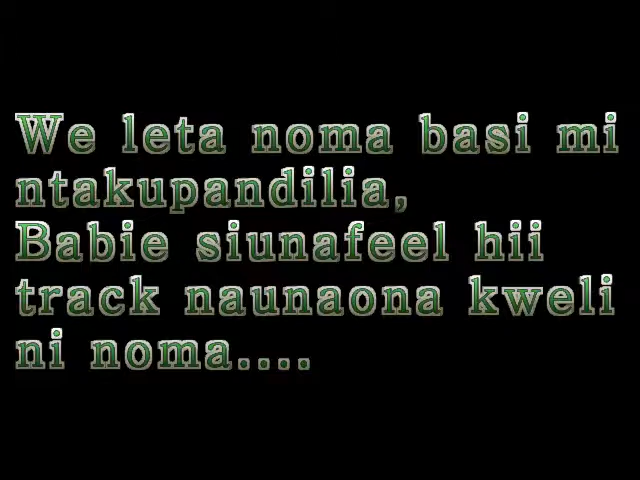 We leta noma basi mi
ntakupandilia,
Babie siunafeel hii
track naunaona kweli
ni noma....